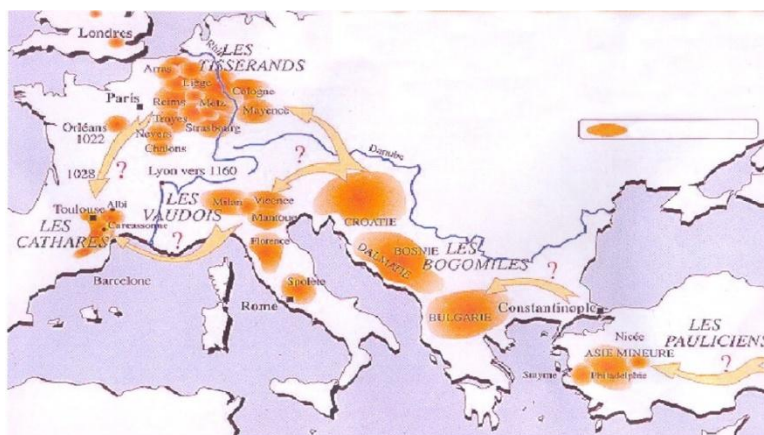 Londres
LES
TISSERANDS
Rhin
Arras
Liège
Cologne
Paris
Reims
Metz
Mayence
Orléans
1022
Troyes
Strasbourg
Nevers
Chalons
?
?
Danube
1028
Lyon vers 1160
Toulouse
Albi
LES
VAUDOIS
Milan
Vicence
Mantoue
CROATIE
LES
CATHARES
Carcassonne
?
Florence
BOSNIE
DALMATIE
LES
BOGOMILES
?
Barcelone
Spolète
Rome
BULGARIE
Constantinople
Nicée
LES
PAULICIENS
ASIE MINEURE
?
Smyrne
Philadelphie